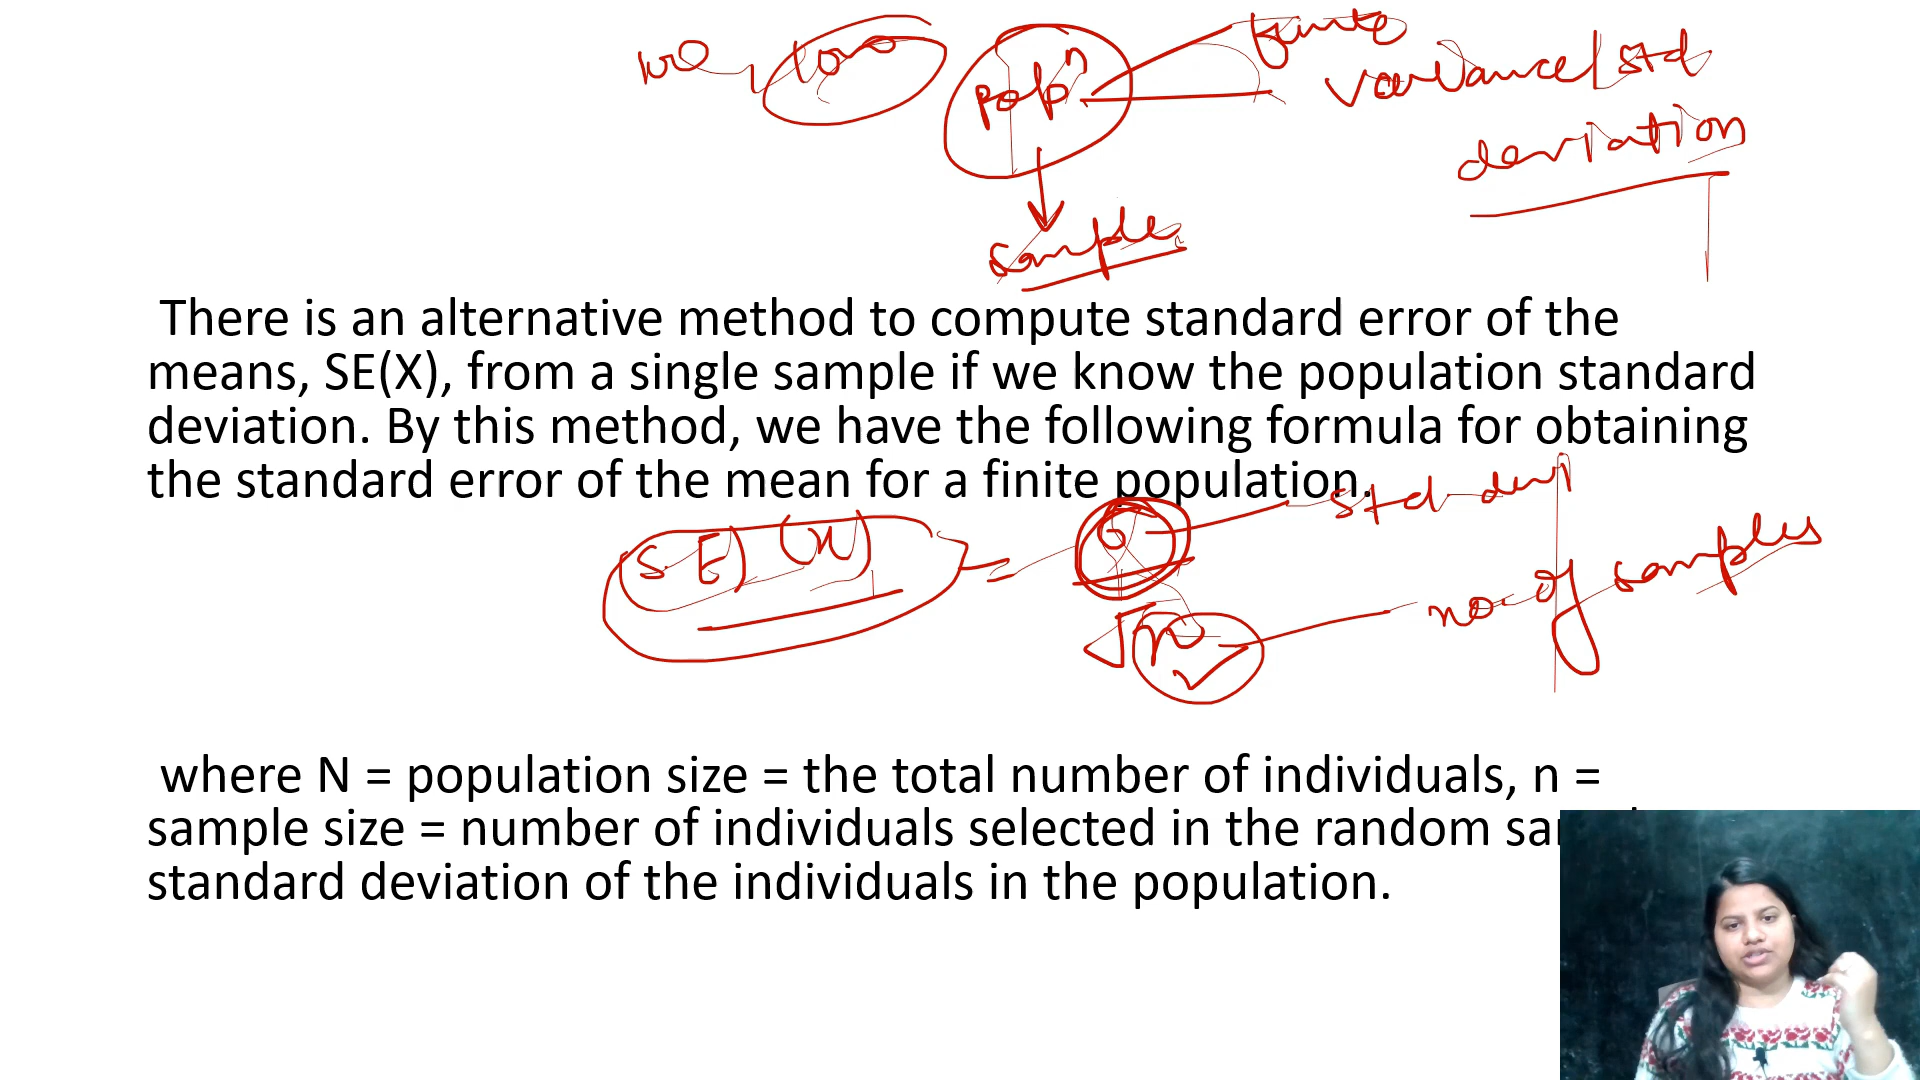 finite
popⁿ
variance/std
deviation
sample
There is an alternative method to compute standard error of the
means, SE(X), from a single sample if we know the population standard
deviation. By this method, we have the following formula for obtaining
the standard error of the mean for a finite population.
(S.E) (x) = σ / √n
std-dev
no. of samples
where N = population size = the total number of individuals, n =
sample size = number of individuals selected in the random
standard deviation of the individuals in the population.